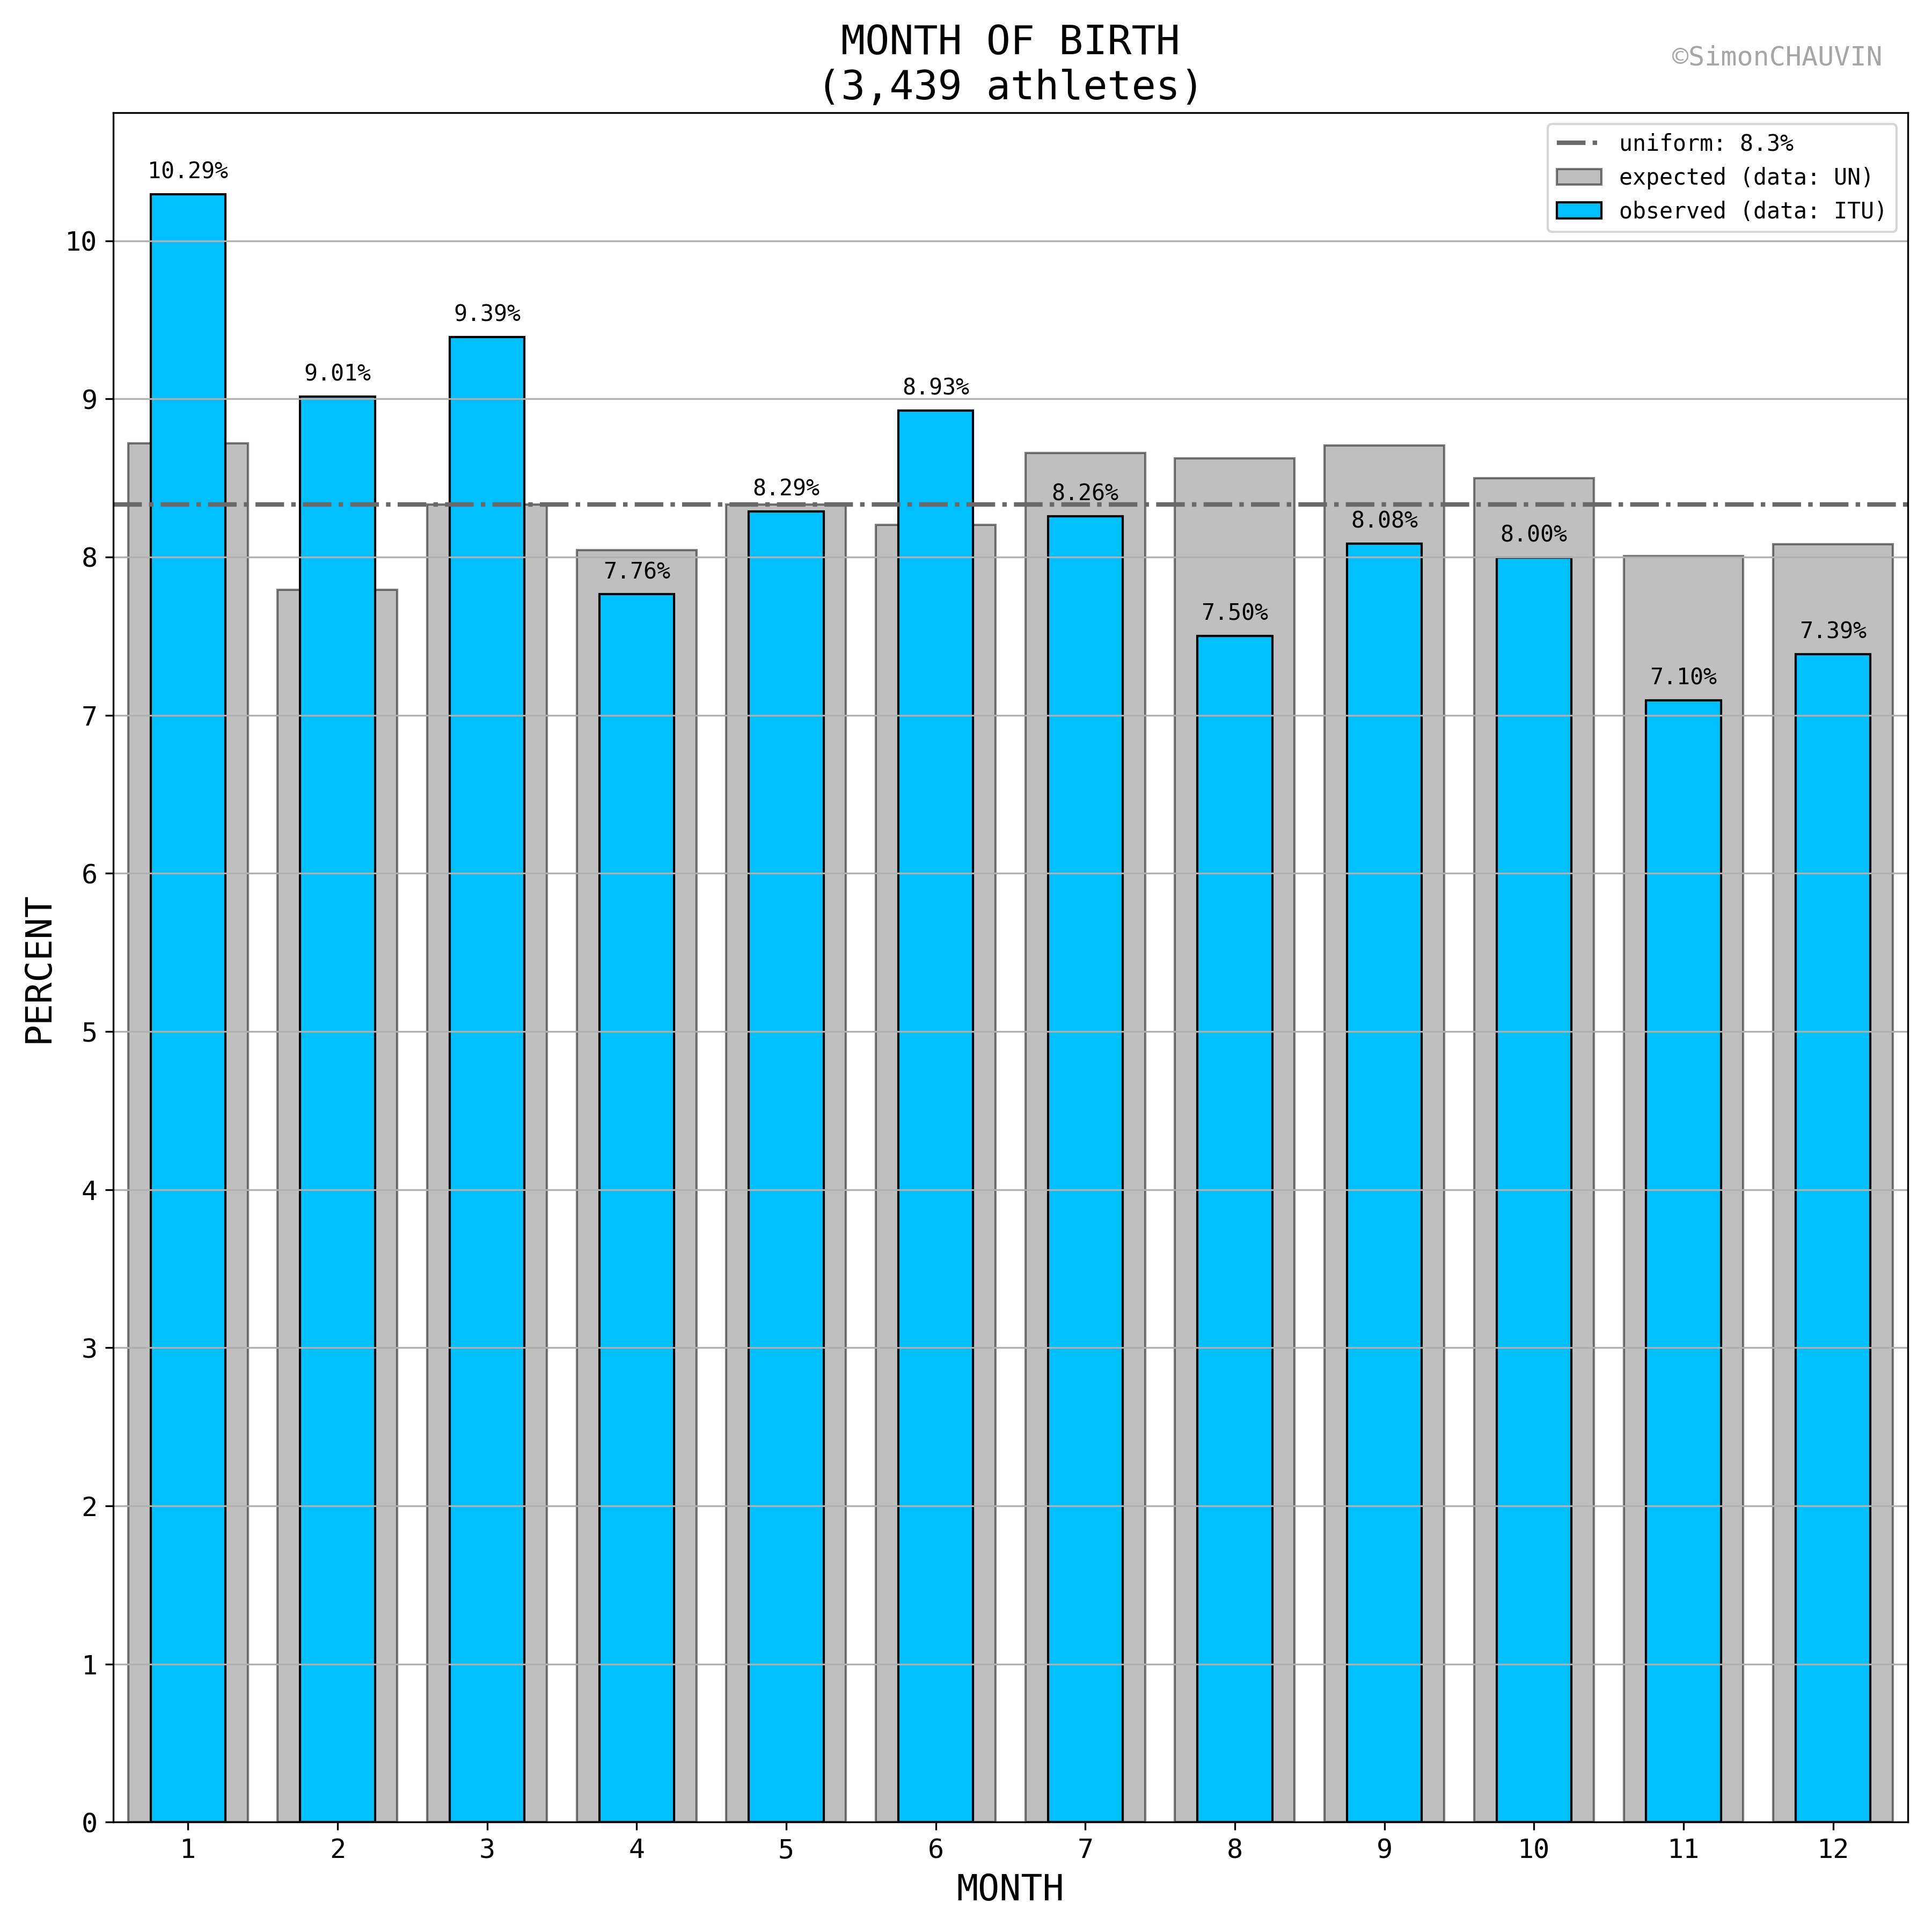 MONTH OF BIRTH
(3,439 athletes)
©SimonCHAUVIN
uniform: 8.3%
expected (data: UN)
observed (data: ITU)
10.29%
9.01%
9.39%
7.76%
8.29%
8.93%
8.26%
7.50%
8.08%
8.00%
7.10%
7.39%
PERCENT
10
9
8
7
6
5
4
3
2
1
0
1 2 3 4 5 6 7 8 9 10 11 12
MONTH